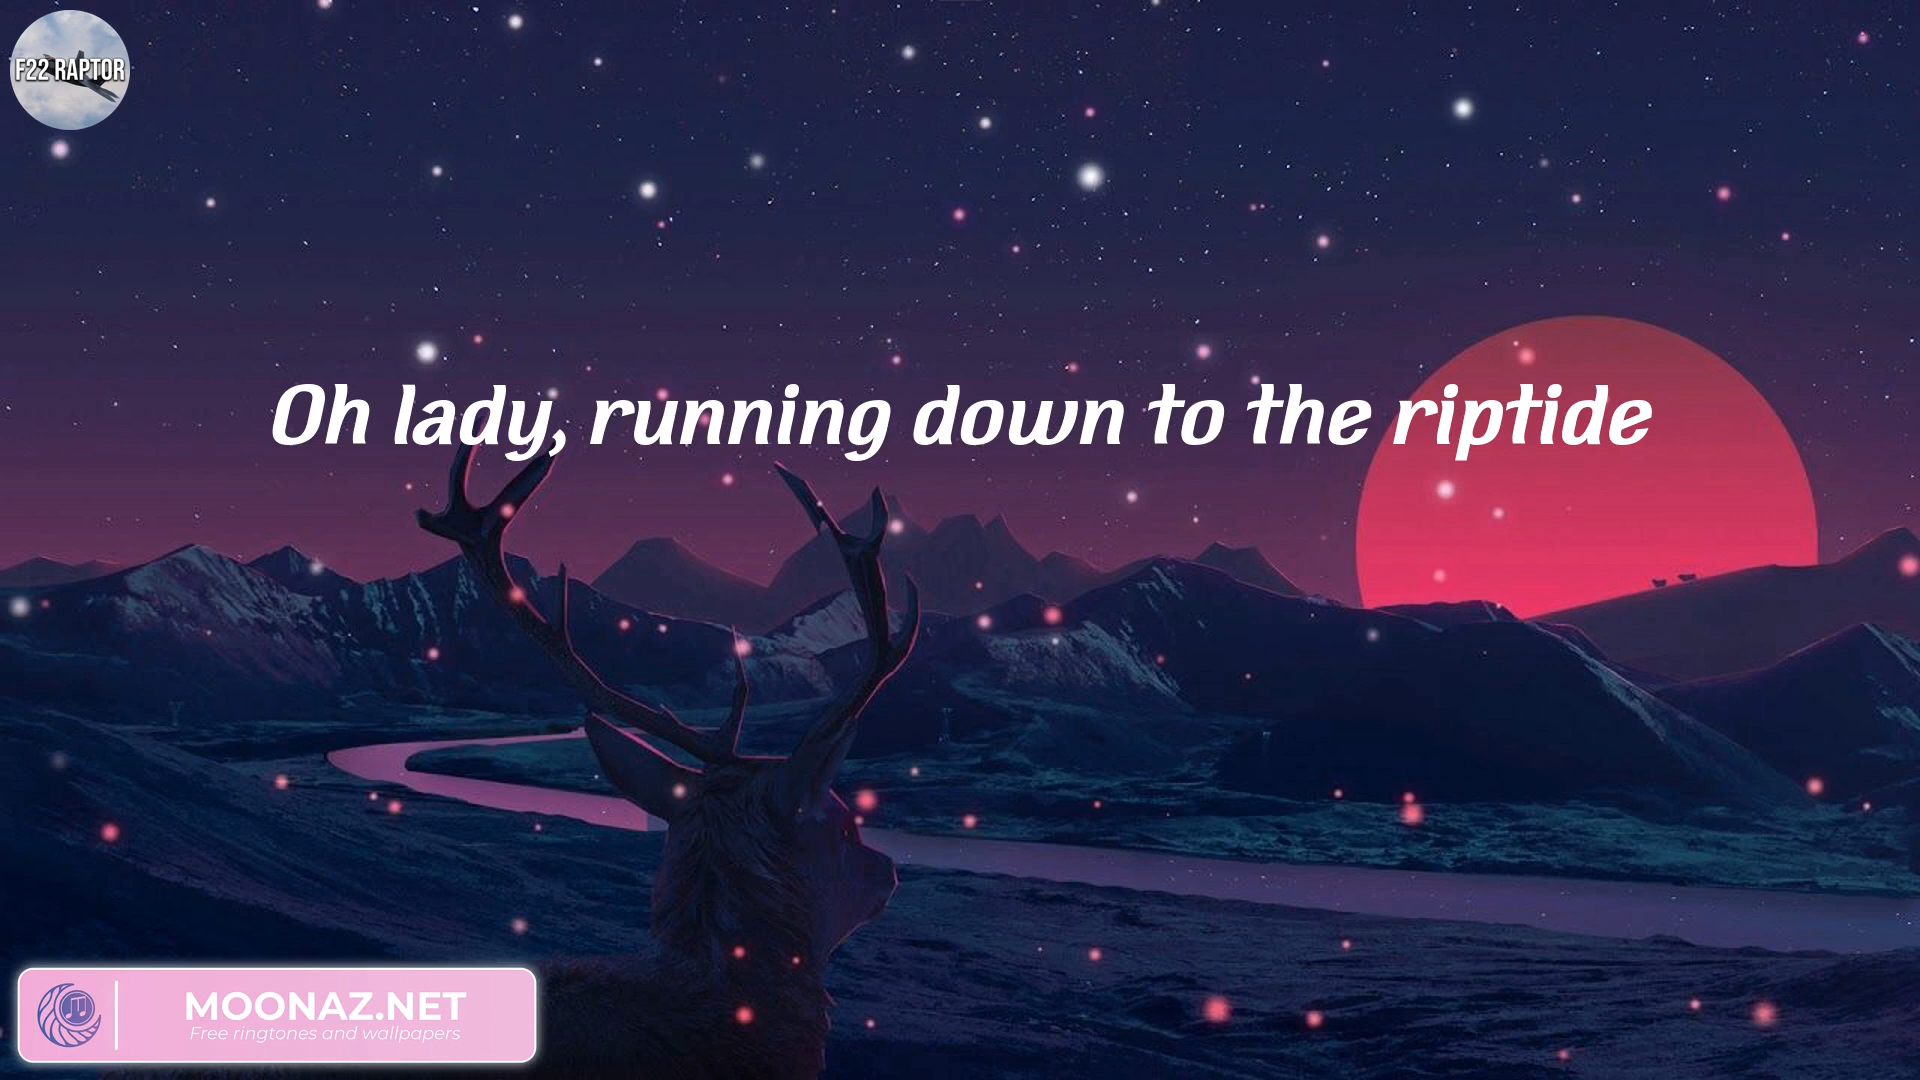 F22 RAPTOR
Oh lady, running down to the riptide
MOONAZ.NET
Free ringtones and wallpapers